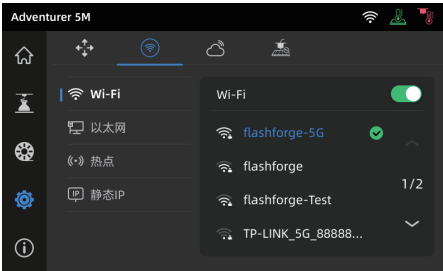 Adventurer 5M
Wi-Fi
以太网
热点
IP 静态IP
Wi-Fi
flashforge-5G
flashforge
1/2
flashforge-Test
TP-LINK_5G_88888...